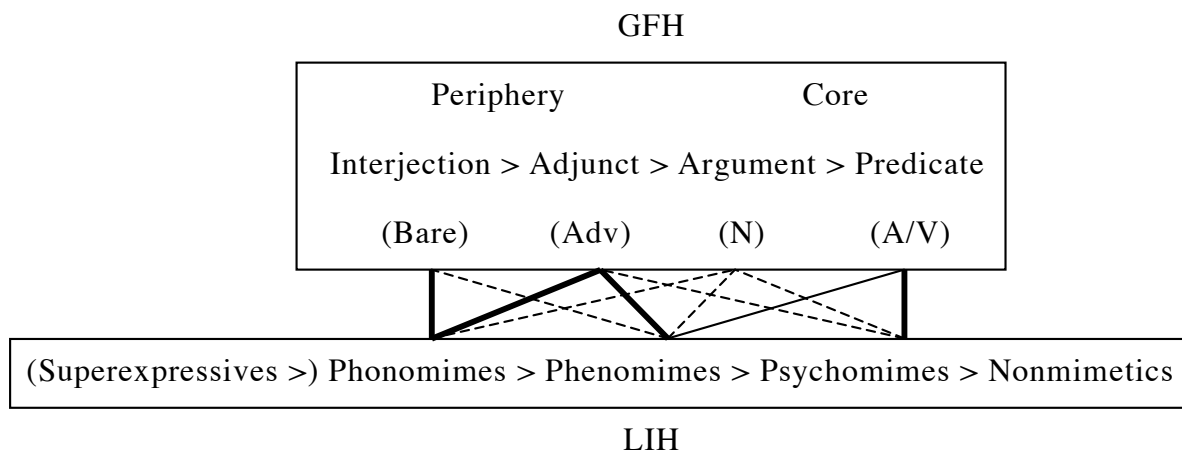 GFH
Periphery Core
Interjection > Adjunct > Argument > Predicate
(Bare) (Adv) (N) (A/V)
(Superexpressives >) Phonomimes > Phenomimes > Psychomimes > Nonmimetics
LIH